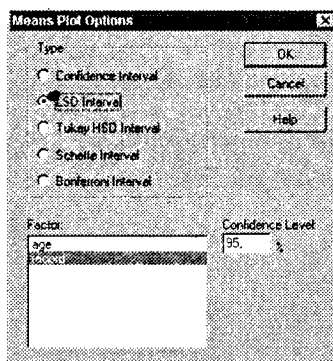 Means Plot Options
Type
OK
Confidence Interval
Cancel
LSD Interval
Help
Tukey HSD Interval
Scheffe Interval
Bonferroni Interval
Factor:
Confidence Level:
age
95. %